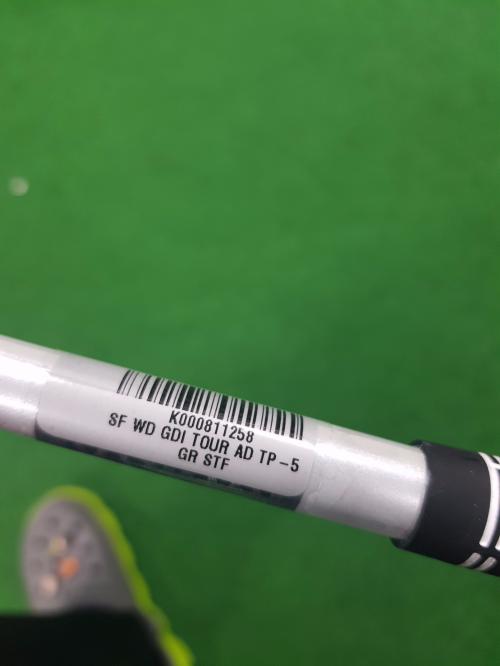 K000811258
SF WD GDI TOUR AD TP-5
GR STF